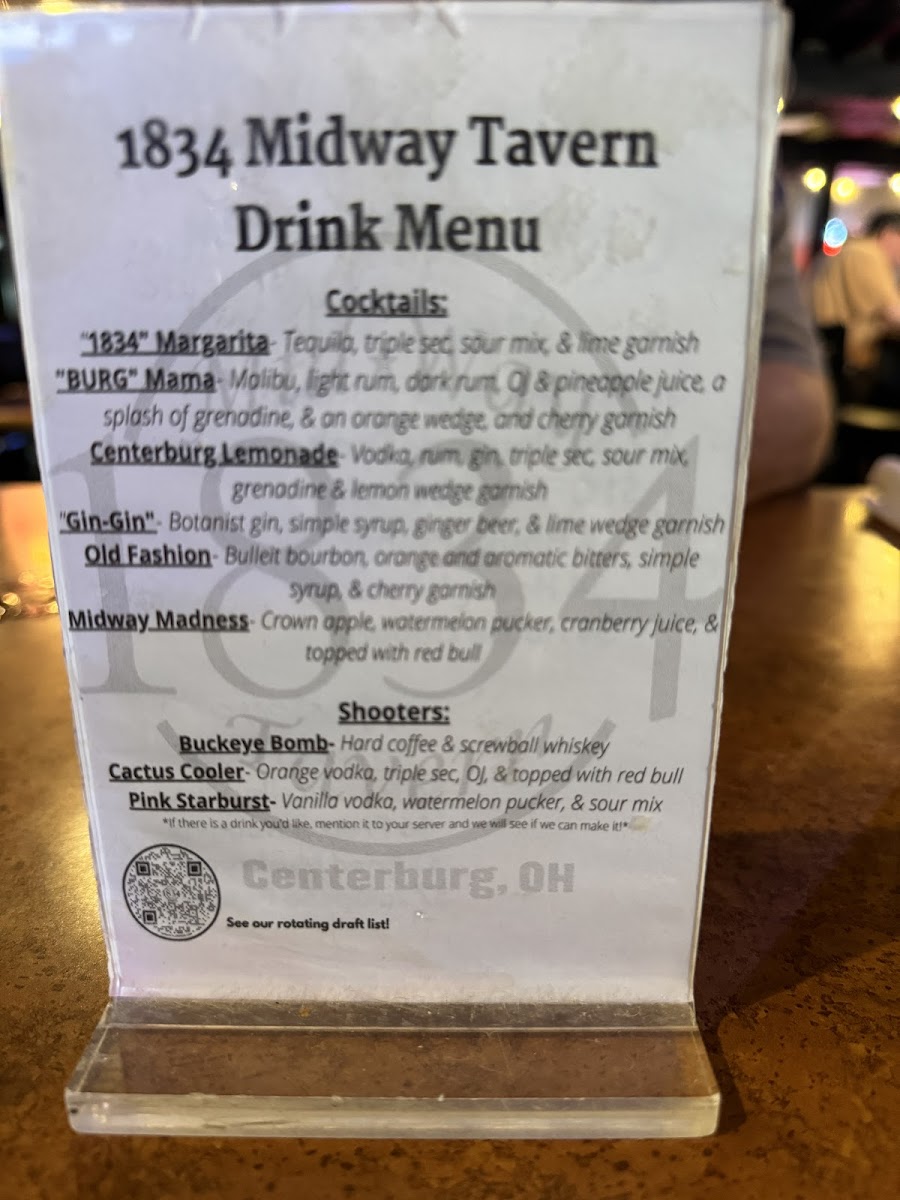 1834 Midway Tavern
Drink Menu
Cocktails:
"1834" Margarita- Tequila, triple sec, sour mix, & lime garnish
"BURG" Mama- Malibu, light rum, dark rum, OJ & pineapple juice, a
splash of grenadine, & an orange wedge, and cherry garnish
Centerburg Lemonade- Vodka, rum, gin, triple sec, sour mix,
grenadine & lemon wedge garnish
"Gin-Gin"- Botanist gin, simple syrup, ginger beer, & lime wedge garnish
Old Fashion- Bulleit bourbon, orange and aromatic bitters, simple
syrup, & cherry garnish
Midway Madness- Crown apple, watermelon pucker, cranberry juice, &
topped with red bull
1834
Shooters:
Buckeye Bomb- Hard coffee & screwball whiskey
Cactus Cooler- Orange vodka, triple sec, OJ, & topped with red bull
Tavern
Pink Starburst- Vanilla vodka, watermelon pucker, & sour mix
*If there is a drink you'd like, mention it to your server and we will see if we can make it!*
Centerburg, OH
See our rotating draft list!